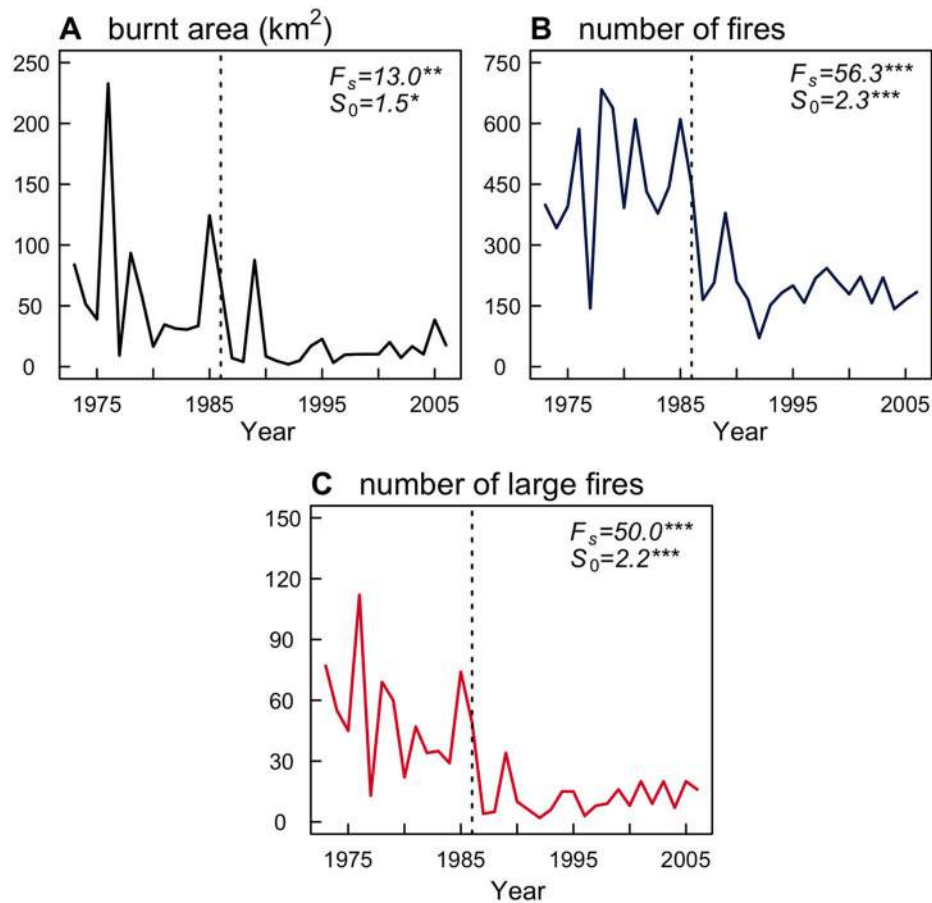 A burnt area (km²)
250
200
150
100
50
0
Fₛ=13.0**
S₀=1.5*
1975 1985 1995 2005
Year
B number of fires
750
600
450
300
150
0
Fₛ=56.3***
S₀=2.3***
1975 1985 1995 2005
Year
C number of large fires
150
120
90
60
30
0
Fₛ=50.0***
S₀=2.2***
1975 1985 1995 2005
Year